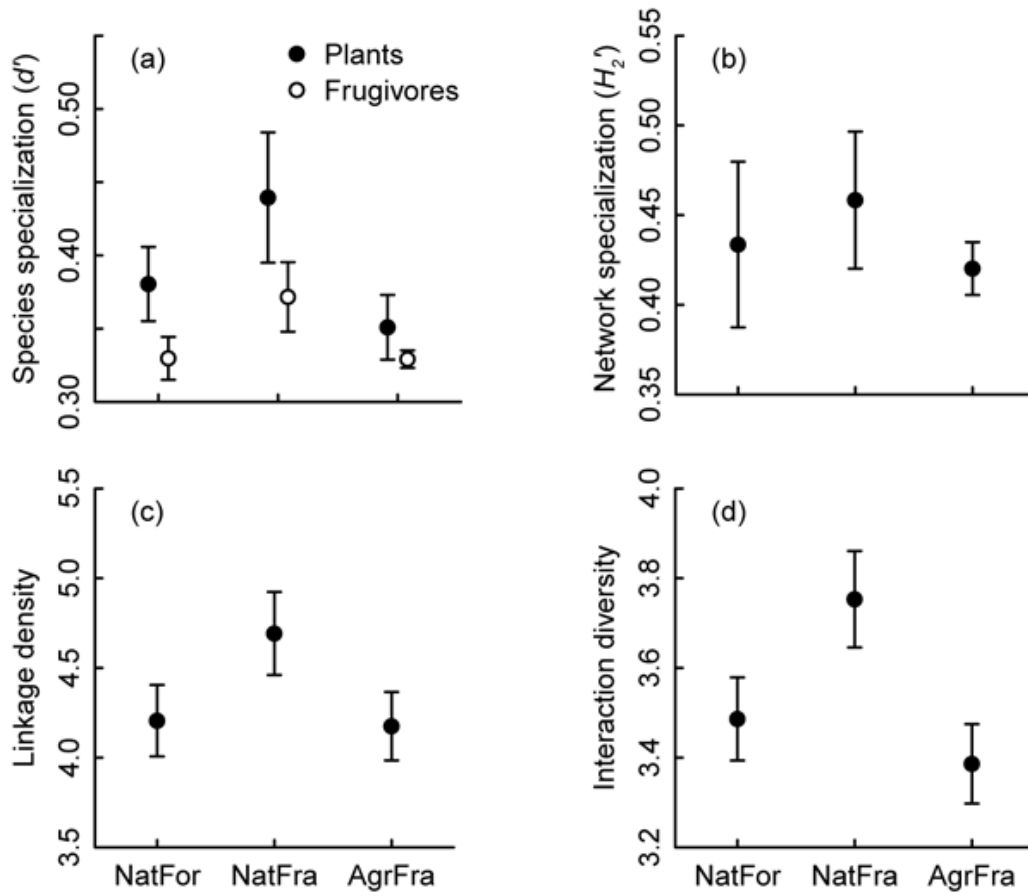 (a)
Plants
Frugivores
Species specialization (d′)
0.30
0.40
0.50
(b)
Network specialization (H₂′)
0.35
0.40
0.45
0.50
0.55
(c)
Linkage density
3.5
4.0
4.5
5.0
5.5
NatFor
NatFra
AgrFra
(d)
Interaction diversity
3.2
3.4
3.6
3.8
4.0
NatFor
NatFra
AgrFra